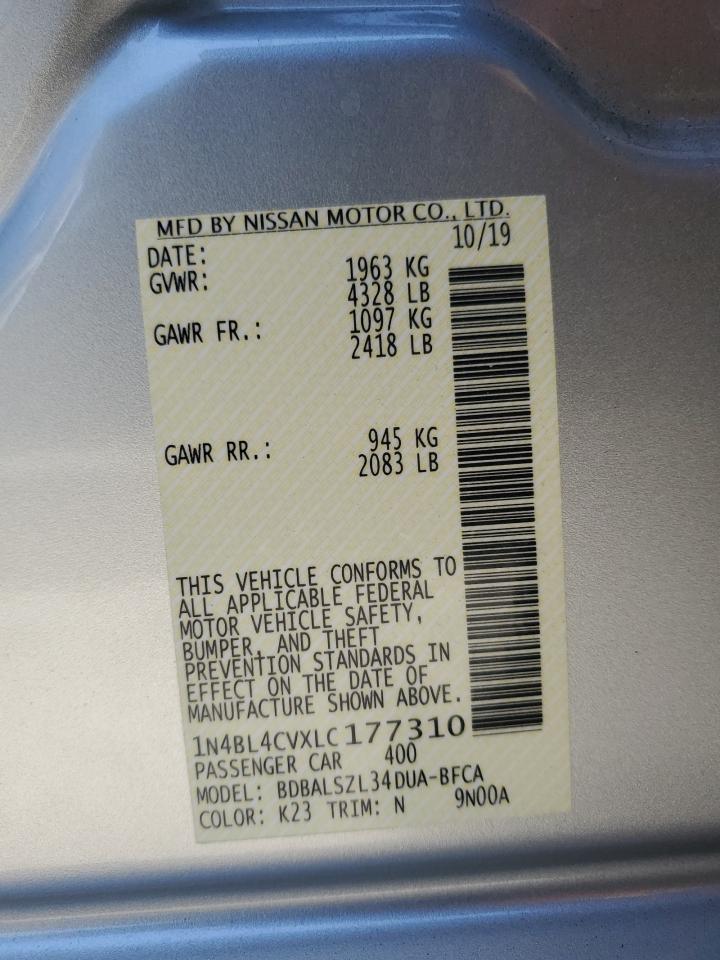 MFD BY NISSAN MOTOR CO., LTD.
DATE: 10/19
GVWR: 1963 KG
4328 LB
GAWR FR.: 1097 KG
2418 LB
GAWR RR.: 945 KG
2083 LB
THIS VEHICLE CONFORMS TO
ALL APPLICABLE FEDERAL
MOTOR VEHICLE SAFETY,
BUMPER, AND THEFT
PREVENTION STANDARDS IN
EFFECT ON THE DATE OF
MANUFACTURE SHOWN ABOVE.
1N4BL4CVXLC177310
PASSENGER CAR 400
MODEL: BDBALSZL34DUA-BFCA
COLOR: K23 TRIM: N 9N00A